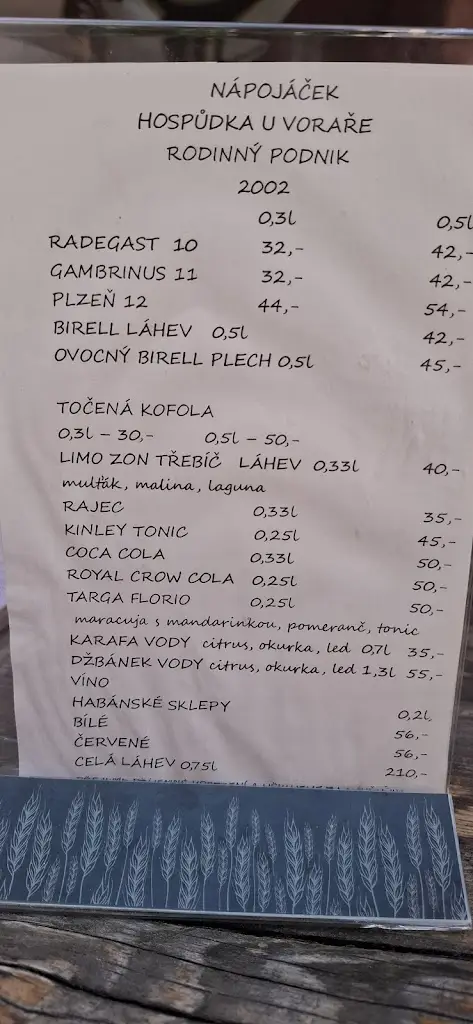 NÁPOJÁČEK
HOSPŮDKA U VORAŘE
RODINNÝ PODNIK
2002
0,3l 0,5l
RADEGAST 10 32,- 42,-
GAMBRINUS 11 32,- 42,-
PLZEŇ 12 44,- 54,-
BIRELL LÁHEV 0,5l 42,-
OVOCNÝ BIRELL PLECH 0,5l 45,-
TOČENÁ KOFOLA
0,3l – 30,- 0,5l – 50,-
LIMO ZON TŘEBÍČ LÁHEV 0,33l 40,-
mulťák, malina, laguna
RAJEC 0,33l 35,-
KINLEY TONIC 0,25l 45,-
COCA COLA 0,33l 50,-
ROYAL CROW COLA 0,25l 50,-
TARGA FLORIO 0,25l 50,-
maracuja s mandarinkou, pomeranč, tonic
KARAFA VODY citrus, okurka, led 0,7l 35,-
DŽBÁNEK VODY citrus, okurka, led 1,3l 55,-
VÍNO
HABÁNSKÉ SKLEPY 0,2l
BÍLÉ 56,-
ČERVENÉ 56,-
CELÁ LÁHEV 0,75l 210,-